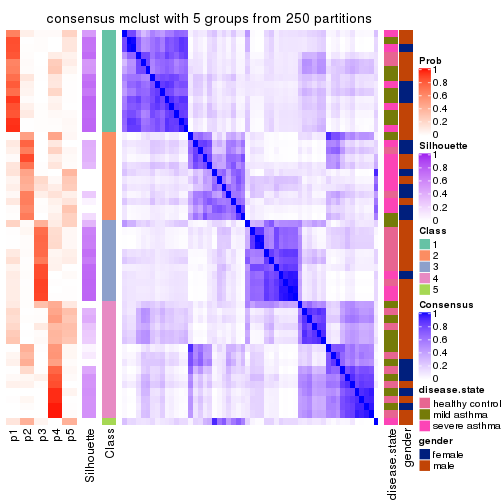 consensus mclust with 5 groups from 250 partitions
Prob
1
0.8
0.6
0.4
0.2
0
Silhouette
1
0.8
0.6
0.4
0.2
0
Class
1
2
3
4
5
Consensus
1
0.8
0.6
0.4
0.2
0
disease.state
healthy control
mild asthma
severe asthma
gender
female
male
p1
p2
p3
p4
p5
Silhouette
Class
disease.state
gender